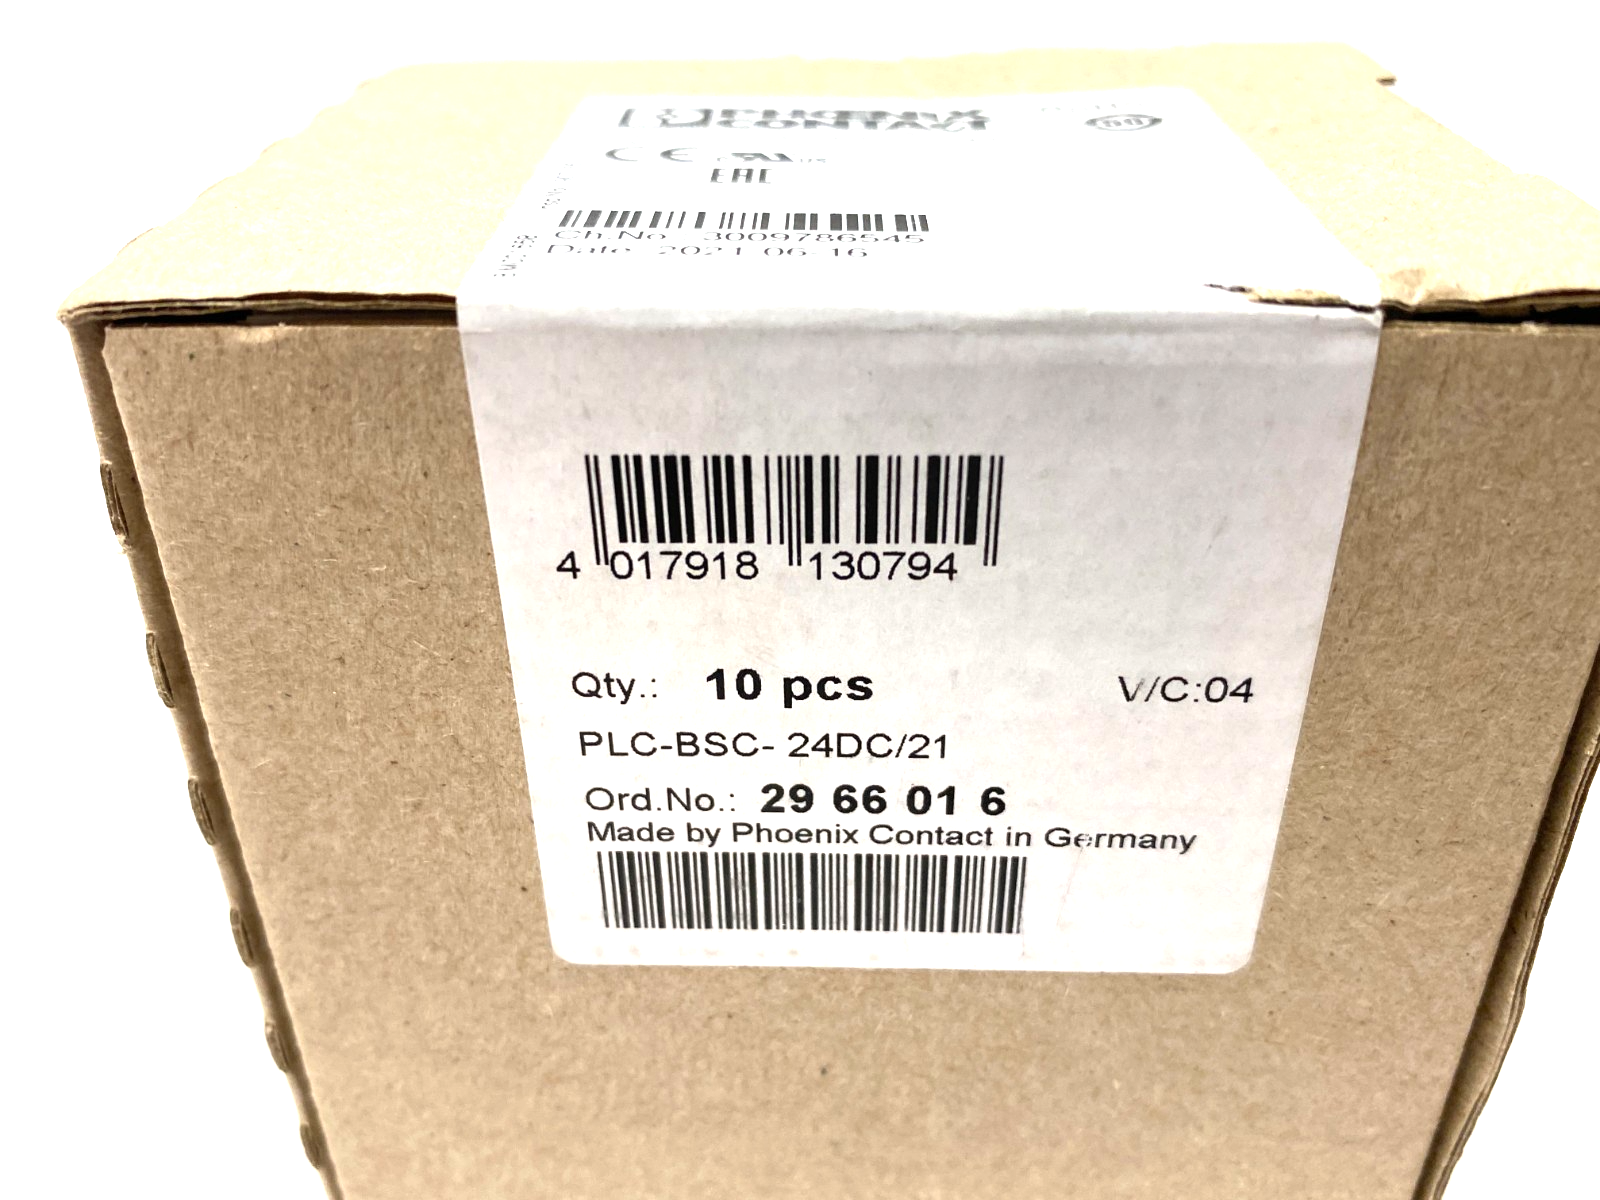 PHOENIX
CONTACT
CE
EAC
Ch.No. 3009786545
Date 2021-06-16
4 017918 130794
Qty.: 10 pcs V/C:04
PLC-BSC- 24DC/21
Ord.No.: 29 66 01 6
Made by Phoenix Contact in Germany